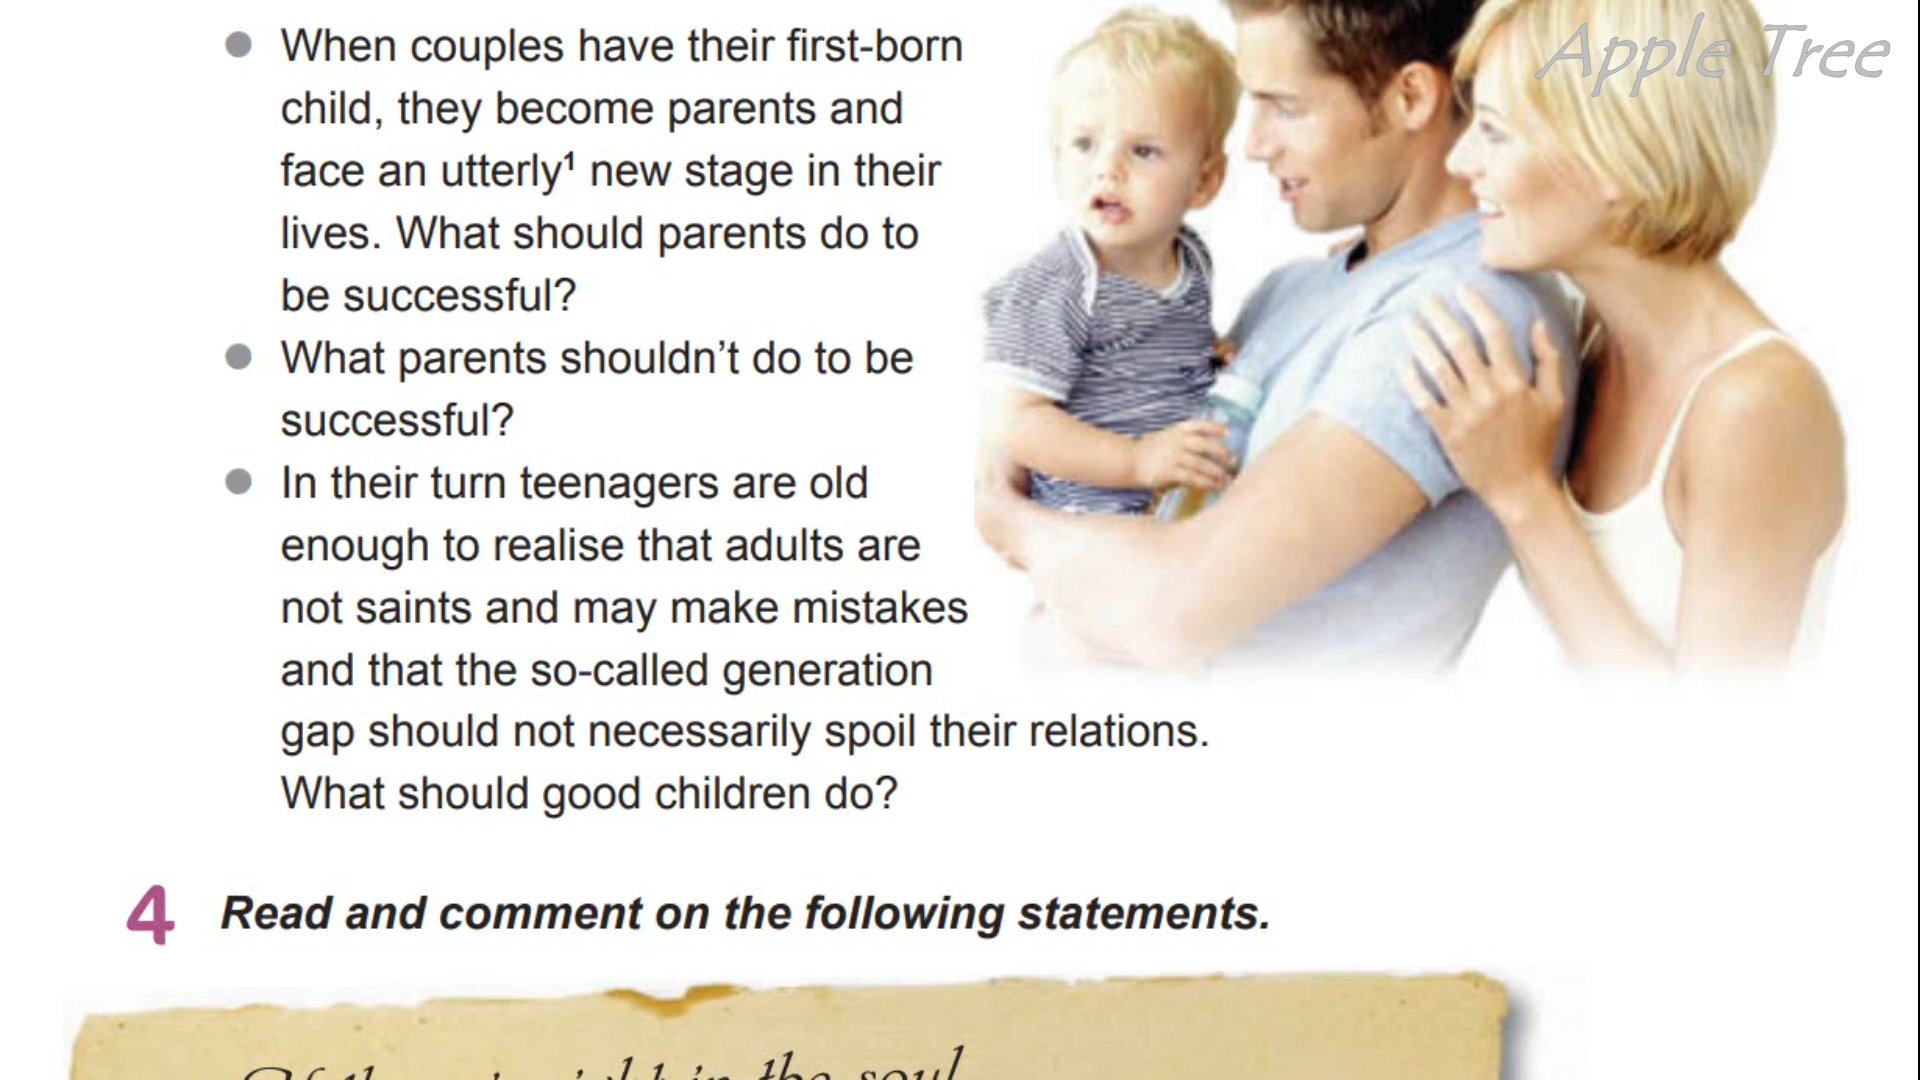 Apple Tree
● When couples have their first-born
child, they become parents and
face an utterly¹ new stage in their
lives. What should parents do to
be successful?
● What parents shouldn’t do to be
successful?
● In their turn teenagers are old
enough to realise that adults are
not saints and may make mistakes
and that the so-called generation
gap should not necessarily spoil their relations.
What should good children do?
4 Read and comment on the following statements.
in the soul